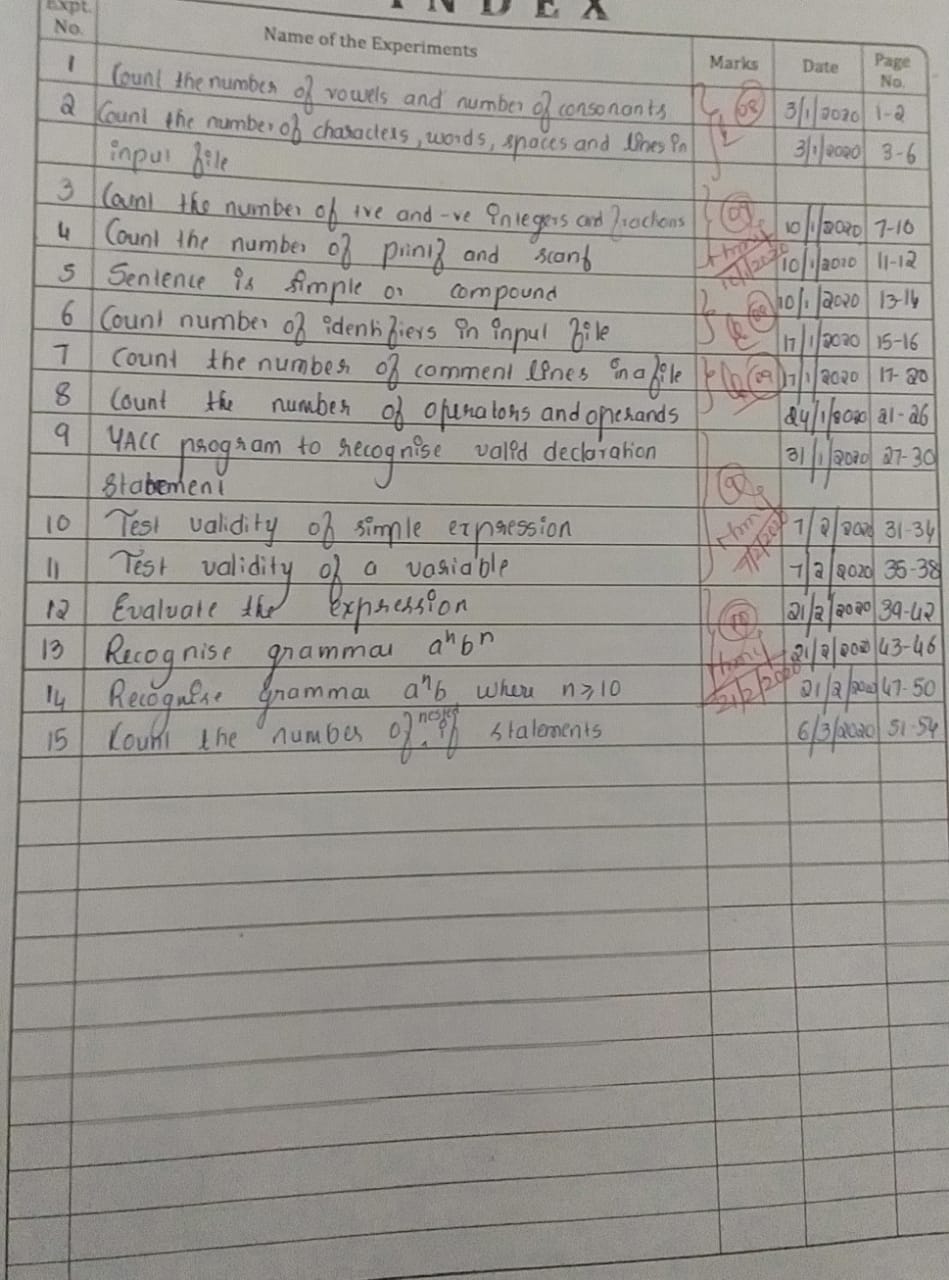 INDEX
Expt. No. Name of the Experiments Marks Date Page No.
1 Count the number of vowels and number of consonants 08 3/1/2020 1-2
2 Count the number of characters, words, spaces and lines in 3/1/2020 3-6
input file
3 Count the number of +ve and -ve integers and fractions 09 10/1/2020 7-10
4 Count the number of printf and scanf 10/1/2020 10/1/2020 11-12
5 Sentence is simple or compound 10/1/2020 13-14
6 Count number of identifiers in input file 08 17/1/2020 15-16
7 Count the number of comment lines in a file 09 17/1/2020 17-20
8 Count the number of operators and operands 24/1/2020 21-26
9 YACC program to recognise valid declaration 31/1/2020 27-30
statement
10 Test validity of simple expression 7/2/2020 7/2/2020 31-34
11 Test validity of a variable 7/2/2020 35-38
12 Evaluate the expression 21/2/2020 39-42
13 Recognise grammar aⁿbⁿ 21/2/2020 43-46
14 Recognise grammar aⁿb where n≥10 21/2/2020 21/2/2020 47-50
15 Count the number of nested if statements 6/3/2020 51-54